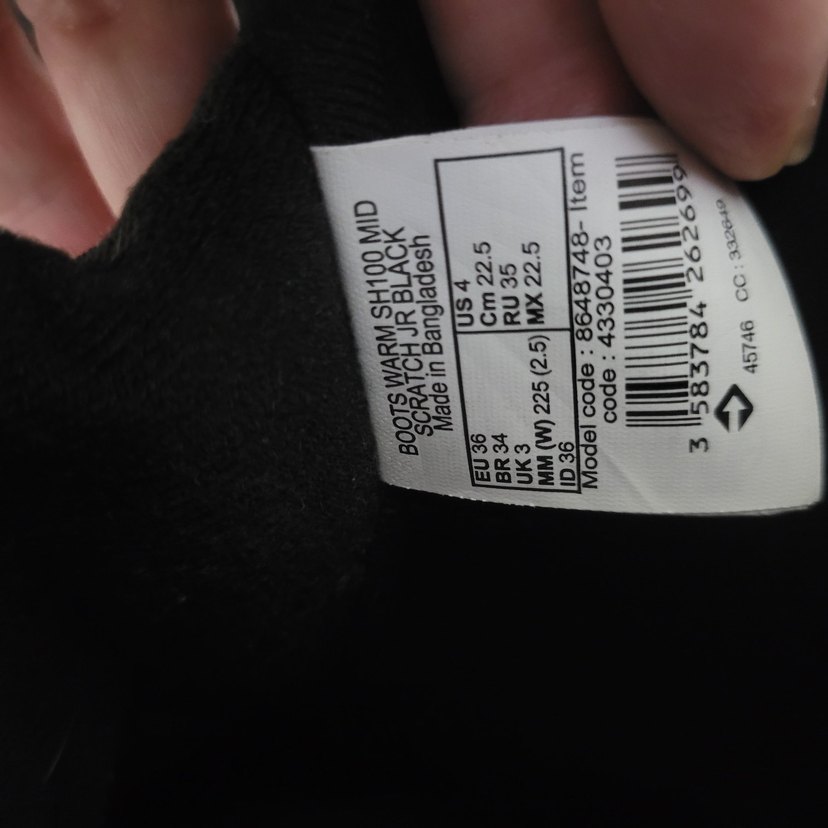 BOOTS WARM SH100 MID
SCRATCH JR BLACK
Made in Bangladesh
EU 36 US 4
BR 34 Cm 22.5
UK 3 RU 35
MM (W) 225 (2.5) MX 22.5
ID 36
Model code : 8648748- Item
code : 4330403
3 583784 262699
45746 CC : 332649